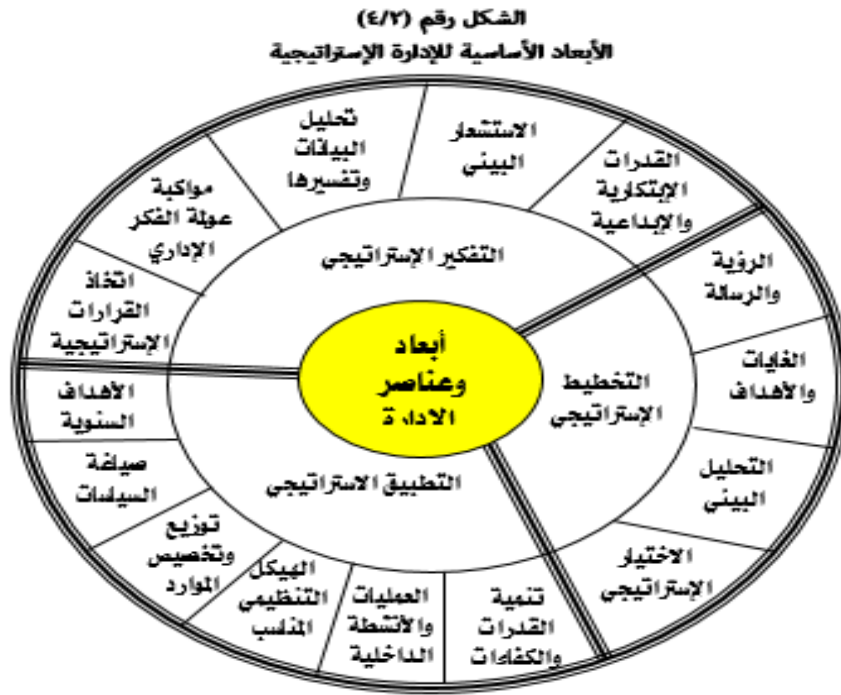 الشكل رقم (٤/٢)
الأبعاد الأساسية للإدارة الإستراتيجية
القدرات
الإبتكارية
والإبداعية
الاستشعار
البيئي
تحليل
البيانات
وتفسيرها
مواكبة
عولمة الفكر
الإداري
اتخاذ
القرارات
الإستراتيجية
التفكير الإستراتيجي
الرؤية
والرسالة
الغايات
والأهداف
التحليل
البيئي
الاختيار
الإستراتيجي
التخطيط
الإستراتيجي
أبعاد
وعناصر
الادارة
التطبيق الاستراتيجي
الأهداف
السنوية
صياغة
السياسات
توزيع
وتخصيص
الموارد
الهيكل
التنظيمي
المناسب
العمليات
والأنشطة
الداخلية
تنمية
القدرات
والكفاءات